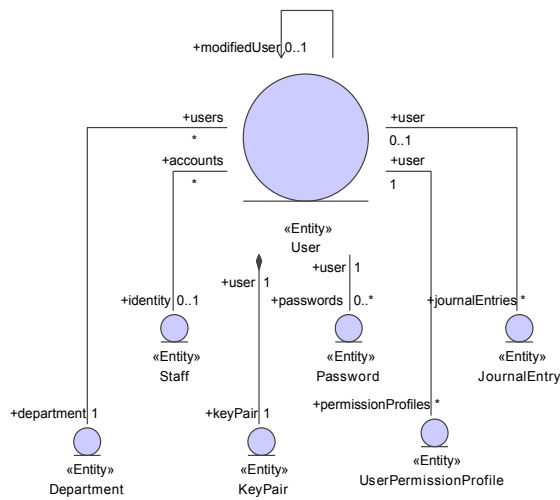 +modifiedUser 0..1
+users +user
* 0..1
+accounts +user
* 1
«Entity»
User
+user 1 +user 1
+identity 0..1 +passwords 0..* +journalEntries *
«Entity» «Entity» «Entity»
Staff Password JournalEntry
+department 1 +keyPair 1 +permissionProfiles *
«Entity» «Entity» «Entity»
Department KeyPair UserPermissionProfile